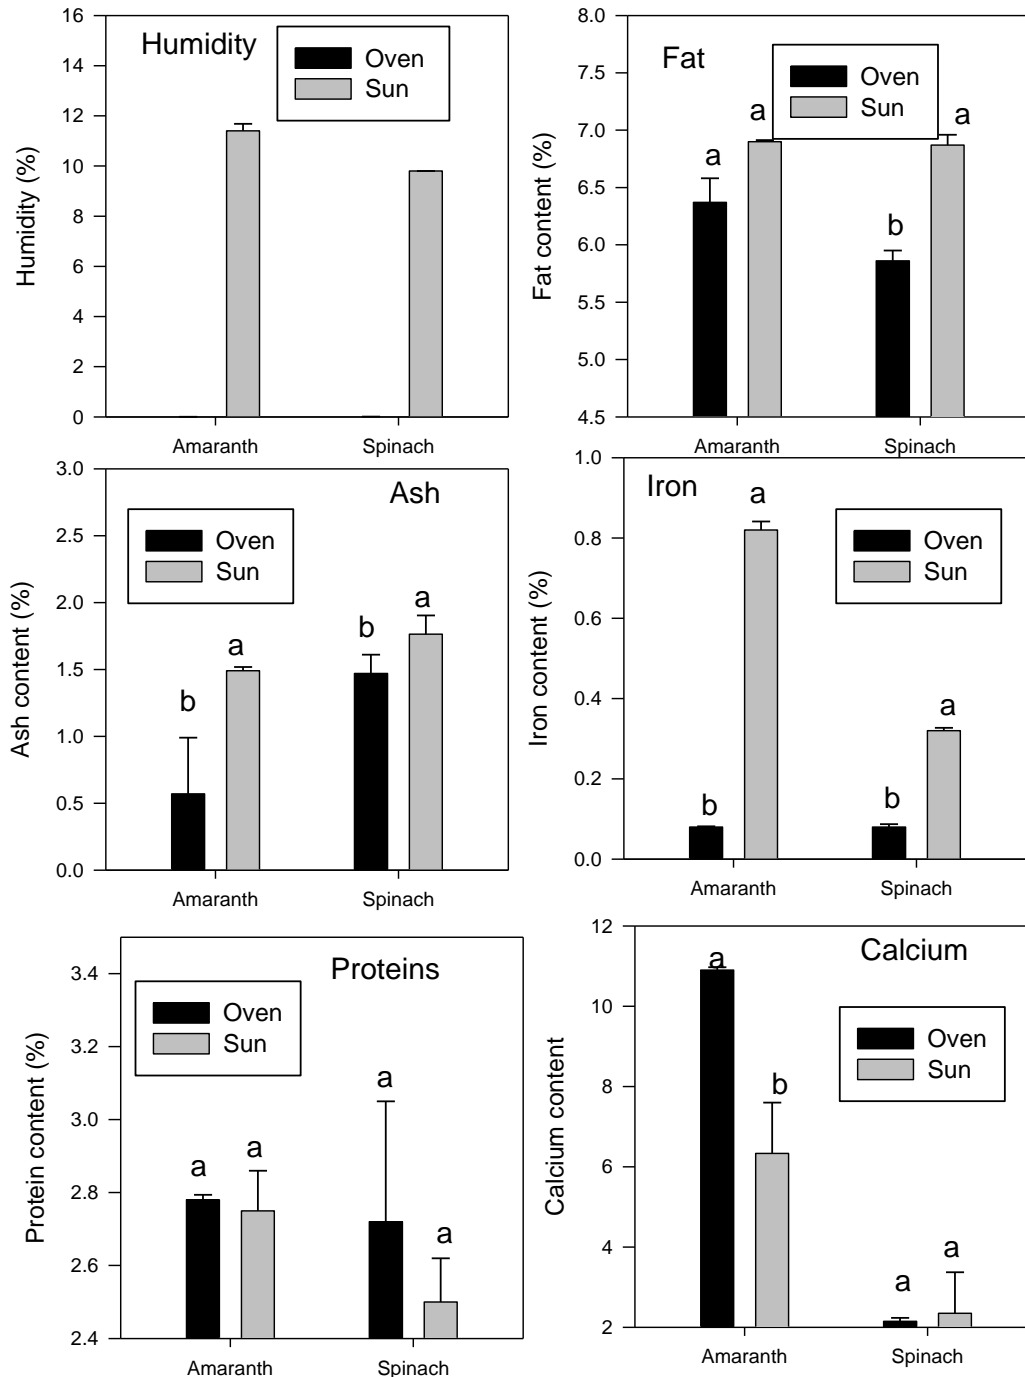 Humidity
Oven
Sun
Humidity (%)
16
14
12
10
8
6
4
2
0
Amaranth Spinach
Fat
Oven
Sun
Fat content (%)
8.0
7.5
7.0
6.5
6.0
5.5
5.0
4.5
a a b a
Amaranth Spinach
Ash
Oven
Sun
Ash content (%)
3.0
2.5
2.0
1.5
1.0
0.5
0.0
b a b a
Amaranth Spinach
Iron
Oven
Sun
Iron content (%)
1.0
0.8
0.6
0.4
0.2
0.0
b a b a
Amaranth Spinach
Proteins
Oven
Sun
Protein content (%)
3.4
3.2
3.0
2.8
2.6
2.4
a a a a
Amaranth Spinach
Calcium
Oven
Sun
Calcium content
12
10
8
6
4
2
a b a a
Amaranth Spinach